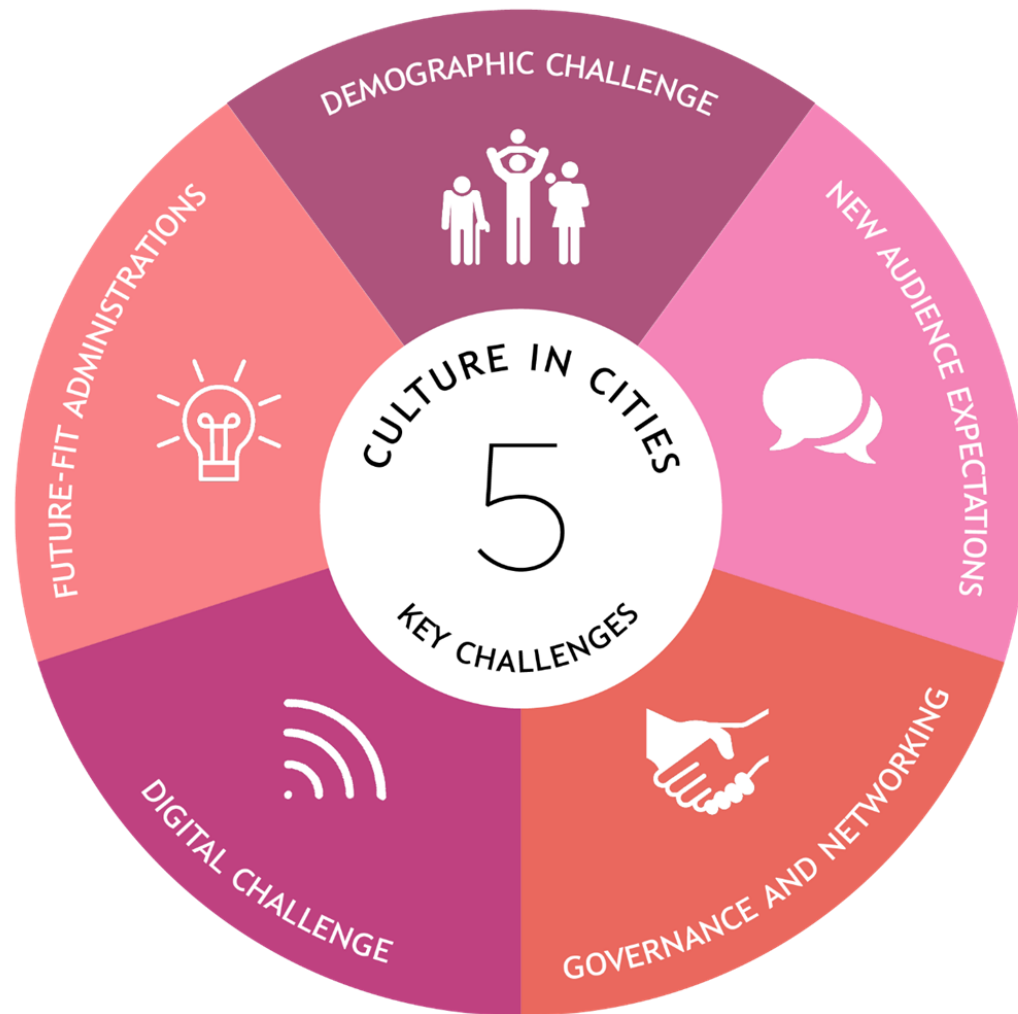 DEMOGRAPHIC CHALLENGE
NEW AUDIENCE EXPECTATIONS
GOVERNANCE AND NETWORKING
DIGITAL CHALLENGE
FUTURE-FIT ADMINISTRATIONS
CULTURE IN CITIES
5
KEY CHALLENGES